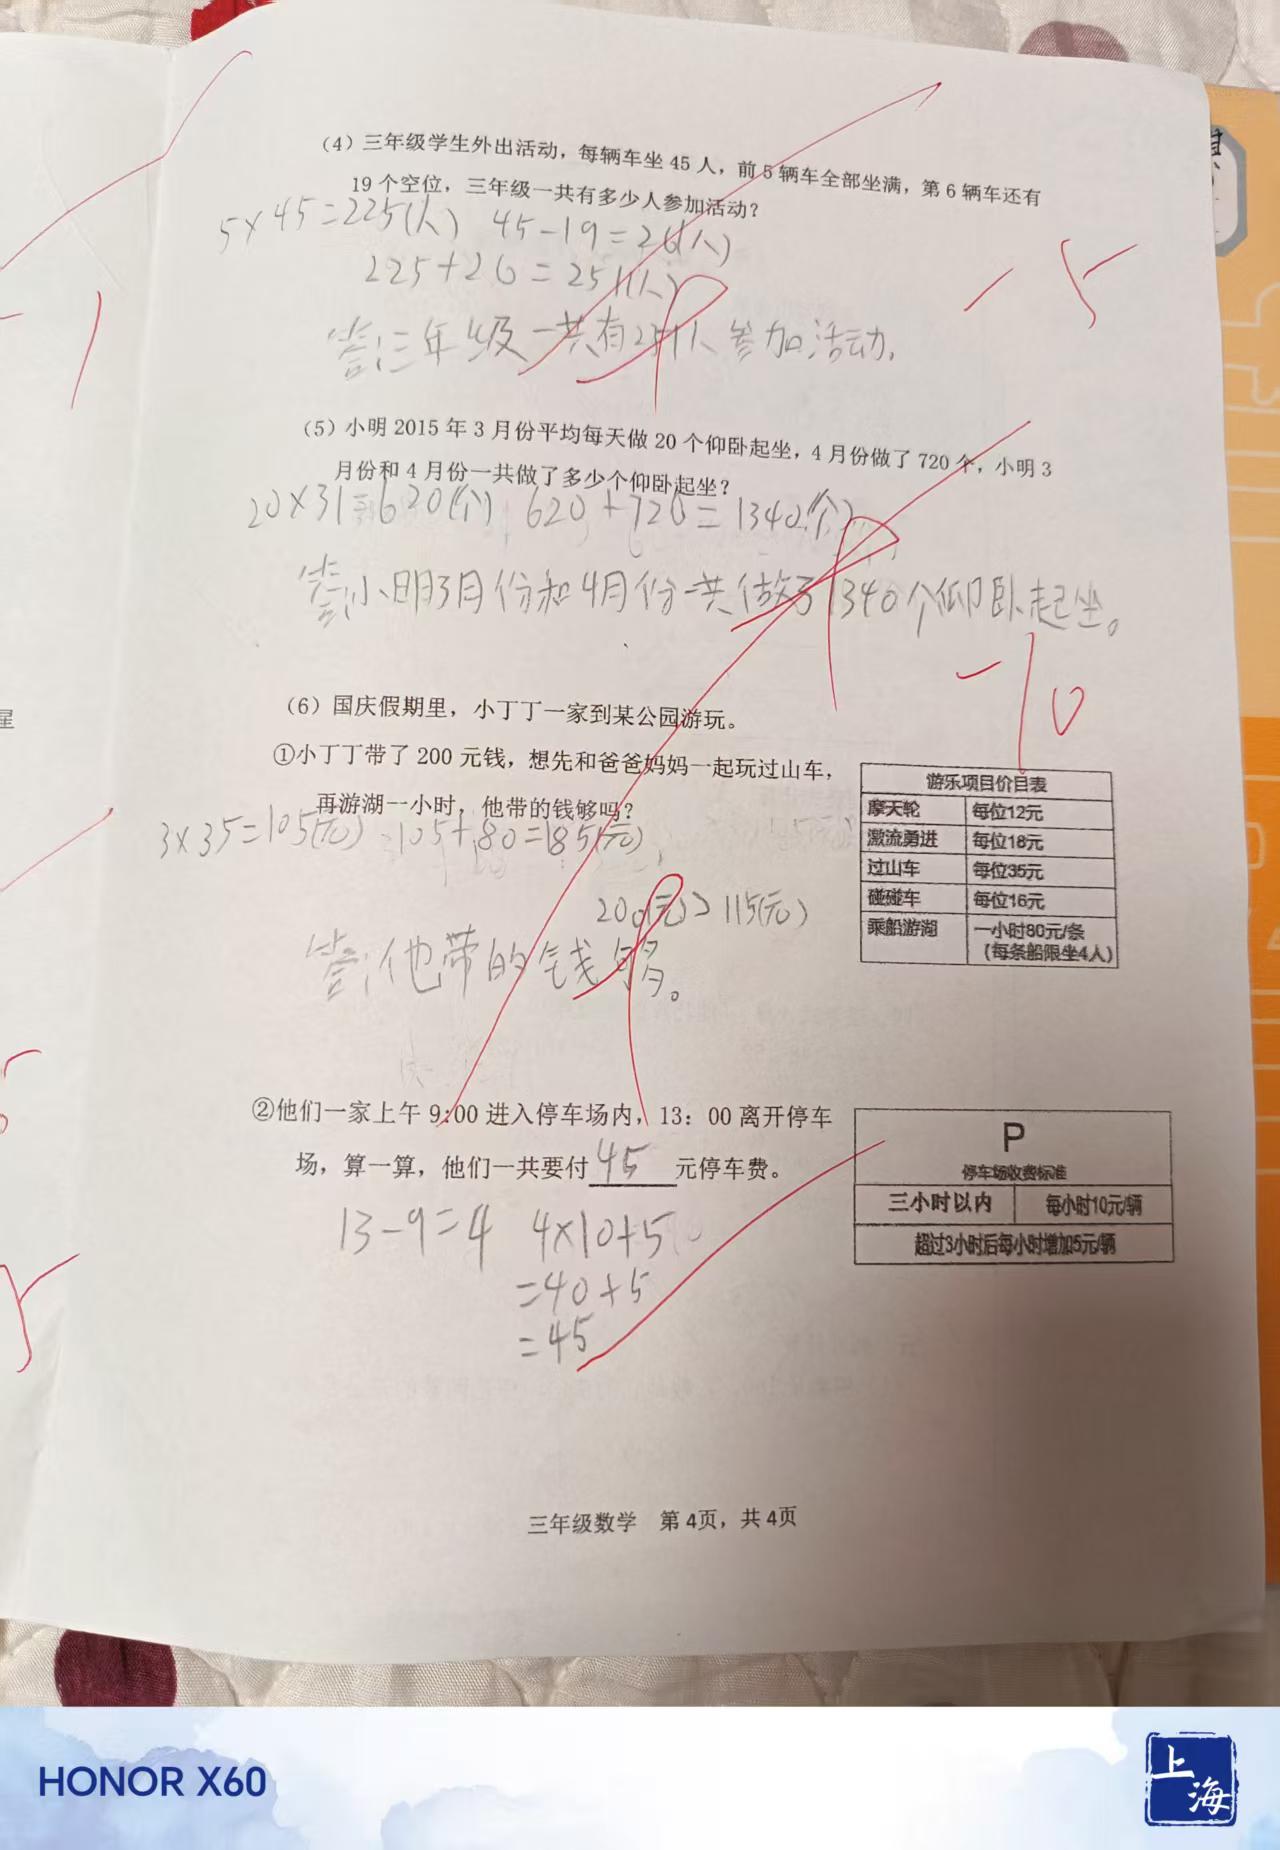 (4) 三年级学生外出活动，每辆车坐 45 人，前 5 辆车全部坐满，第 6 辆车还有
19 个空位，三年级一共有多少人参加活动？
5×45=225(人) 45-19=26(人)
225+26=251(人)
答:三年级一共有251人参加活动.
-5
-1
(5) 小明 2015 年 3 月份平均每天做 20 个仰卧起坐，4 月份做了 720 个，小明 3
月份和 4 月份一共做了多少个仰卧起坐？
20×31=620(个) 620+720=1340(个)
答:小明3月份和4月份一共做了1340个仰卧起坐。
-10
(6) 国庆假期里，小丁丁一家到某公园游玩。
①小丁丁带了 200 元钱，想先和爸爸妈妈一起玩过山车，
再游湖一小时，他带的钱够吗？
3×35=105(元) 105+80=185(元)
200(元)>115(元)
答:他带的钱够。
游乐项目价目表
摩天轮 每位12元
激流勇进 每位18元
过山车 每位35元
碰碰车 每位16元
乘船游湖 一小时80元/条
(每条船限坐4人)
②他们一家上午 9:00 进入停车场内，13：00 离开停车
场，算一算，他们一共要付 45 元停车费。
13-9=4 4×10+5
=40+5
=45
P
停车场收费标准
三小时以内 每小时10元/辆
超过3小时后每小时增加5元/辆
三年级数学 第4页，共4页
HONOR X60
上海